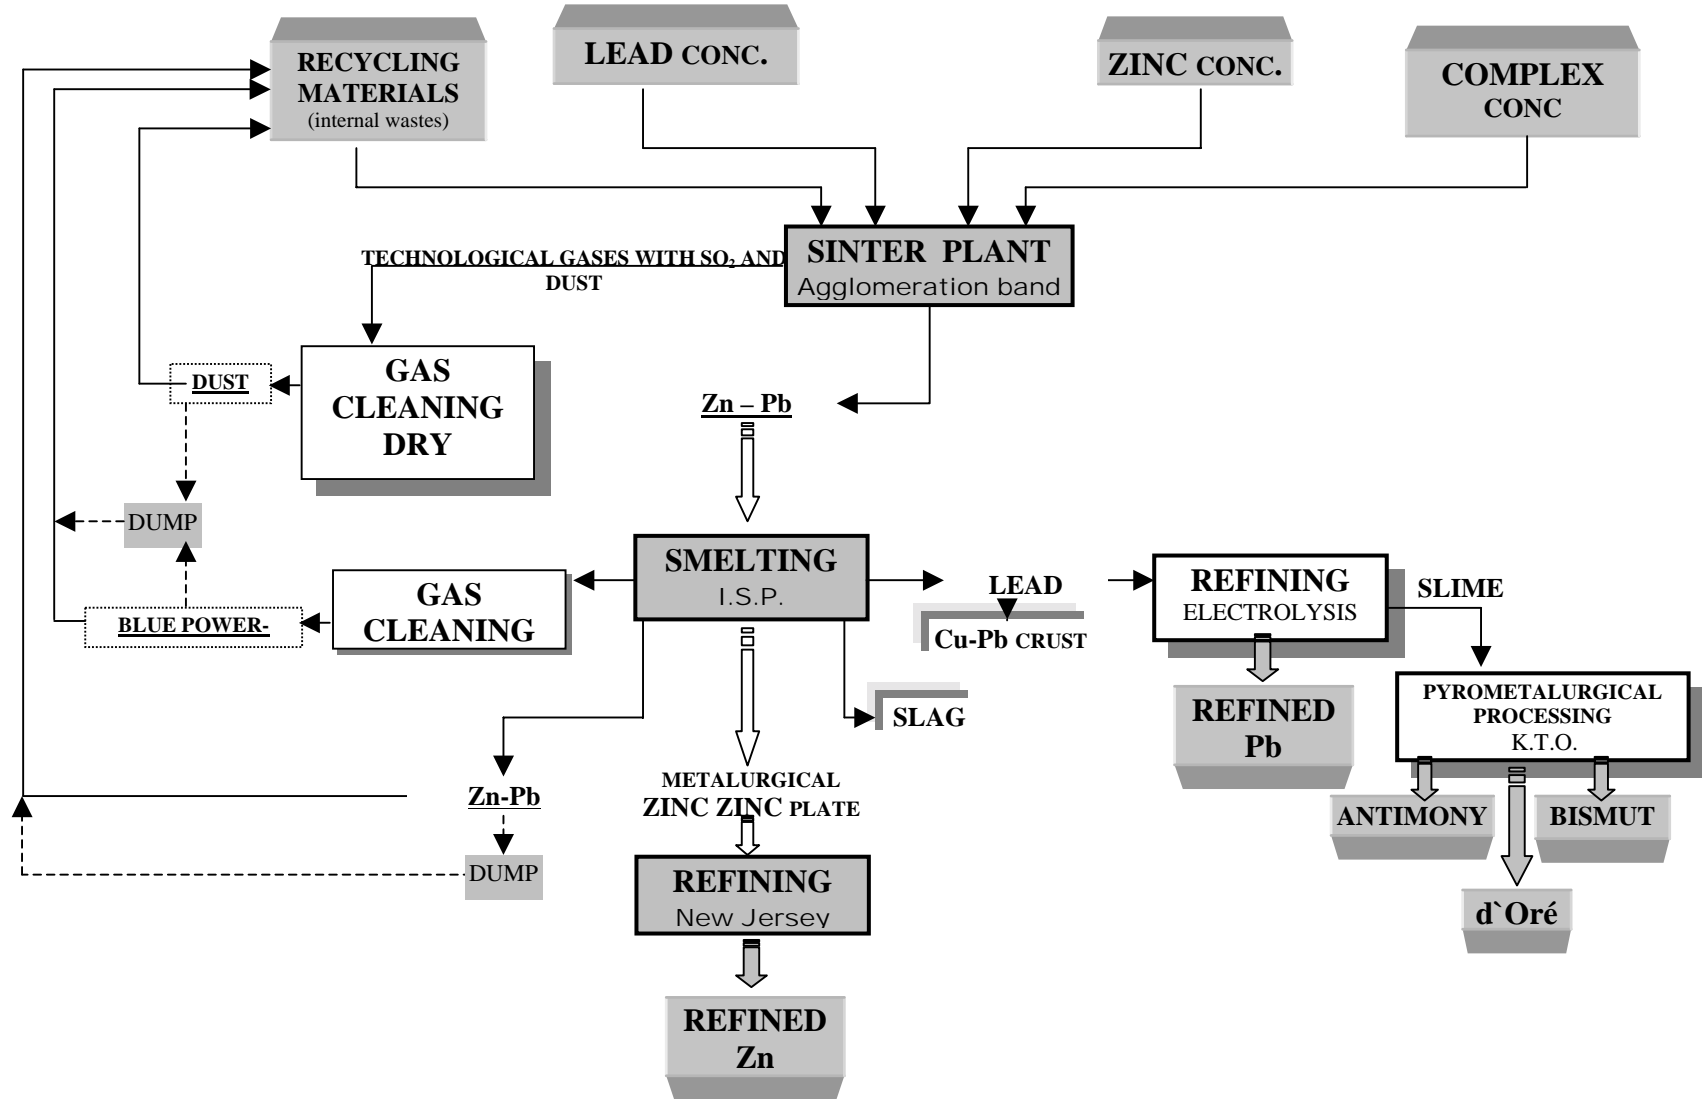 RECYCLING
MATERIALS
(internal wastes)
LEAD CONC.
ZINC CONC.
COMPLEX
CONC
SINTER PLANT
Agglomeration band
TECHNOLOGICAL GASES WITH SO₂ AND
DUST
GAS
CLEANING
DRY
DUST
Zn – Pb
DUMP
SMELTING
I.S.P.
GAS
CLEANING
BLUE POWER-
LEAD
Cu-Pb CRUST
REFINING
ELECTROLYSIS
SLIME
SLAG
REFINED
Pb
PYROMETALURGICAL
PROCESSING
K.T.O.
Zn-Pb
METALURGICAL
ZINC ZINC PLATE
ANTIMONY
BISMUT
DUMP
REFINING
New Jersey
d`Oré
REFINED
Zn